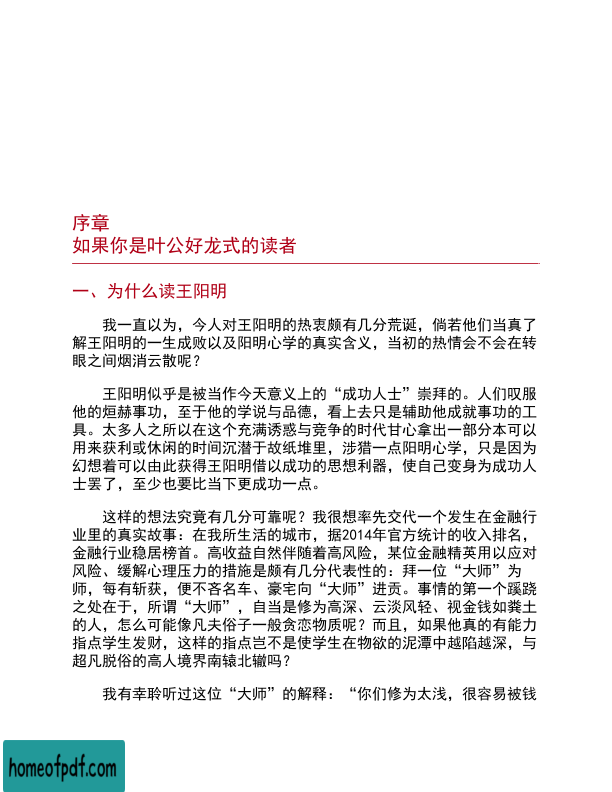 序章
如果你是叶公好龙式的读者
一、为什么读王阳明
我一直以为，今人对王阳明的热衷颇有几分荒诞，倘若他们当真了
解王阳明的一生成败以及阳明心学的真实含义，当初的热情会不会在转
眼之间烟消云散呢？
王阳明似乎是被当作今天意义上的“成功人士”崇拜的。人们叹服
他的烜赫事功，至于他的学说与品德，看上去只是辅助他成就事功的工
具。太多人之所以在这个充满诱惑与竞争的时代甘心拿出一部分本可以
用来获利或休闲的时间沉潜于故纸堆里，涉猎一点阳明心学，只是因为
幻想着可以由此获得王阳明借以成功的思想利器，使自己变身为成功人
士罢了，至少也要比当下更成功一点。
这样的想法究竟有几分可靠呢？我很想率先交代一个发生在金融行
业里的真实故事：在我所生活的城市，据2014年官方统计的收入排名，
金融行业稳居榜首。高收益自然伴随着高风险，某位金融精英用以应对
风险、缓解心理压力的措施是颇有几分代表性的：拜一位“大师”为
师，每有斩获，便不吝名车、豪宅向“大师”进贡。事情的第一个蹊跷
之处在于，所谓“大师”，自当是修为高深、云淡风轻、视金钱如粪土
的人，怎么可能像凡夫俗子一般贪恋物质呢？而且，如果他真的有能力
指点学生发财，这样的指点岂不是使学生在物欲的泥潭中越陷越深，与
超凡脱俗的高人境界南辕北辙吗？
我有幸聆听过这位“大师”的解释：“你们修为太浅，很容易被钱
homeofpdf.com